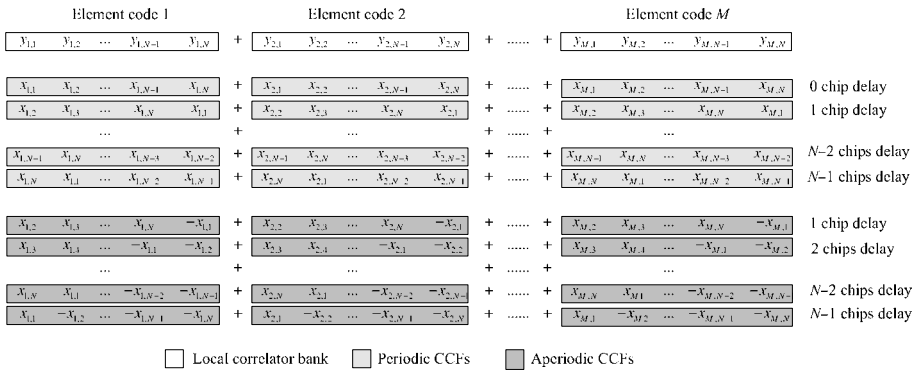 Element code 1 Element code 2 Element code M
y1,1 y1,2 ... y1,N−1 y1,N + y2,1 y2,2 ... y2,N−1 y2,N + ...... + yM,1 yM,2 ... yM,N−1 yM,N
x1,1 x1,2 ... x1,N−1 x1,N + x2,1 x2,2 ... x2,N−1 x2,N + ...... + xM,1 xM,2 ... xM,N−1 xM,N 0 chip delay
x1,2 x1,3 ... x1,N x1,1 + x2,2 x2,3 ... x2,N x2,1 + ...... + xM,2 xM,3 ... xM,N xM,1 1 chip delay
... + ... + + ...
x1,N−1 x1,N ... x1,N−3 x1,N−2 + x2,N−1 x2,N ... x2,N−3 x2,N−2 + ...... + xM,N−1 xM,N ... xM,N−3 xM,N−2 N−2 chips delay
x1,N x1,1 ... x1,N−2 x1,N−1 + x2,N x2,1 ... x2,N−2 x2,N−1 + ...... + xM,N xM,1 ... xM,N−2 xM,N−1 N−1 chips delay
x1,2 x1,3 ... x1,N −x1,1 + x2,2 x2,3 ... x2,N −x2,1 + ...... + xM,2 xM,3 ... xM,N −xM,1 1 chip delay
x1,3 x1,3 ... −x1,1 −x1,2 + x2,3 x2,4 ... −x2,1 −x2,2 + ...... + xM,3 xM,4 ... −xM,1 −xM,2 2 chips delay
... + ... + + ...
x1,N x1,1 ... −x1,N−2 −x1,N−1 + x2,N x2,1 ... −x2,N−2 −x2,N−1 + ...... + xM,N xM,1 ... −xM,N−2 −xM,N− N−2 chips delay
x1,1 −x1,2 ... −x1,N−1 −x1,N + x2,1 −x2,2 ... −x2,N−1 −x2,N + ...... + xM,1 −xM,2 ... −xM,N−1 −xM,N N−1 chips delay
Local correlator bank Periodic CCFs Aperiodic CCFs